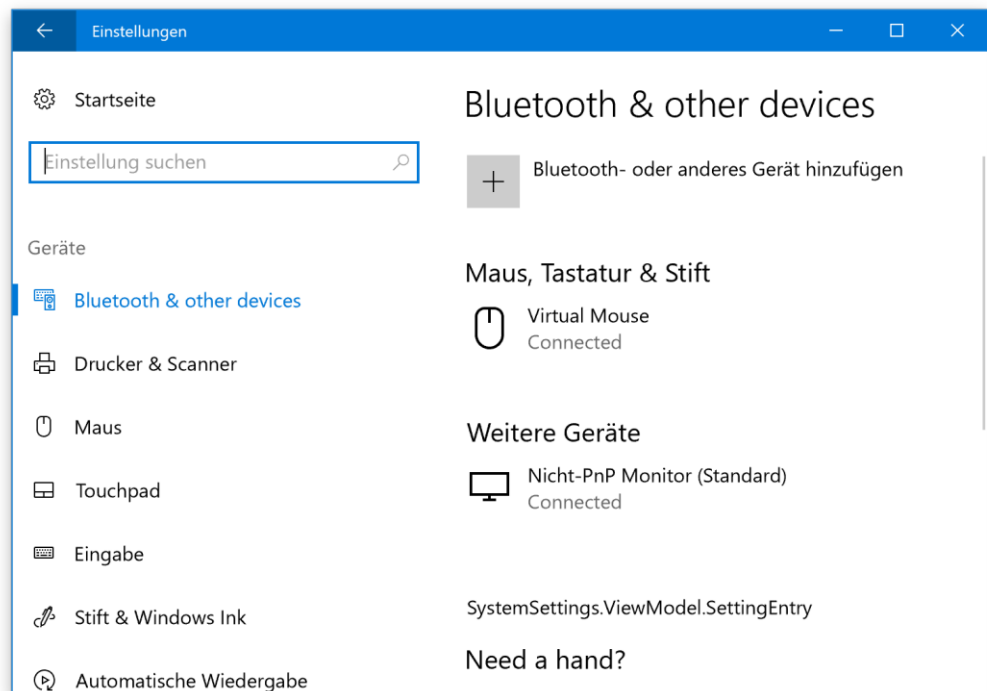 Einstellungen
Startseite
Einstellung suchen
Geräte
Bluetooth & other devices
Drucker & Scanner
Maus
Touchpad
Eingabe
Stift & Windows Ink
Automatische Wiedergabe
Bluetooth & other devices
Bluetooth- oder anderes Gerät hinzufügen
Maus, Tastatur & Stift
Virtual Mouse
Connected
Weitere Geräte
Nicht-PnP Monitor (Standard)
Connected
SystemSettings.ViewModel.SettingEntry
Need a hand?